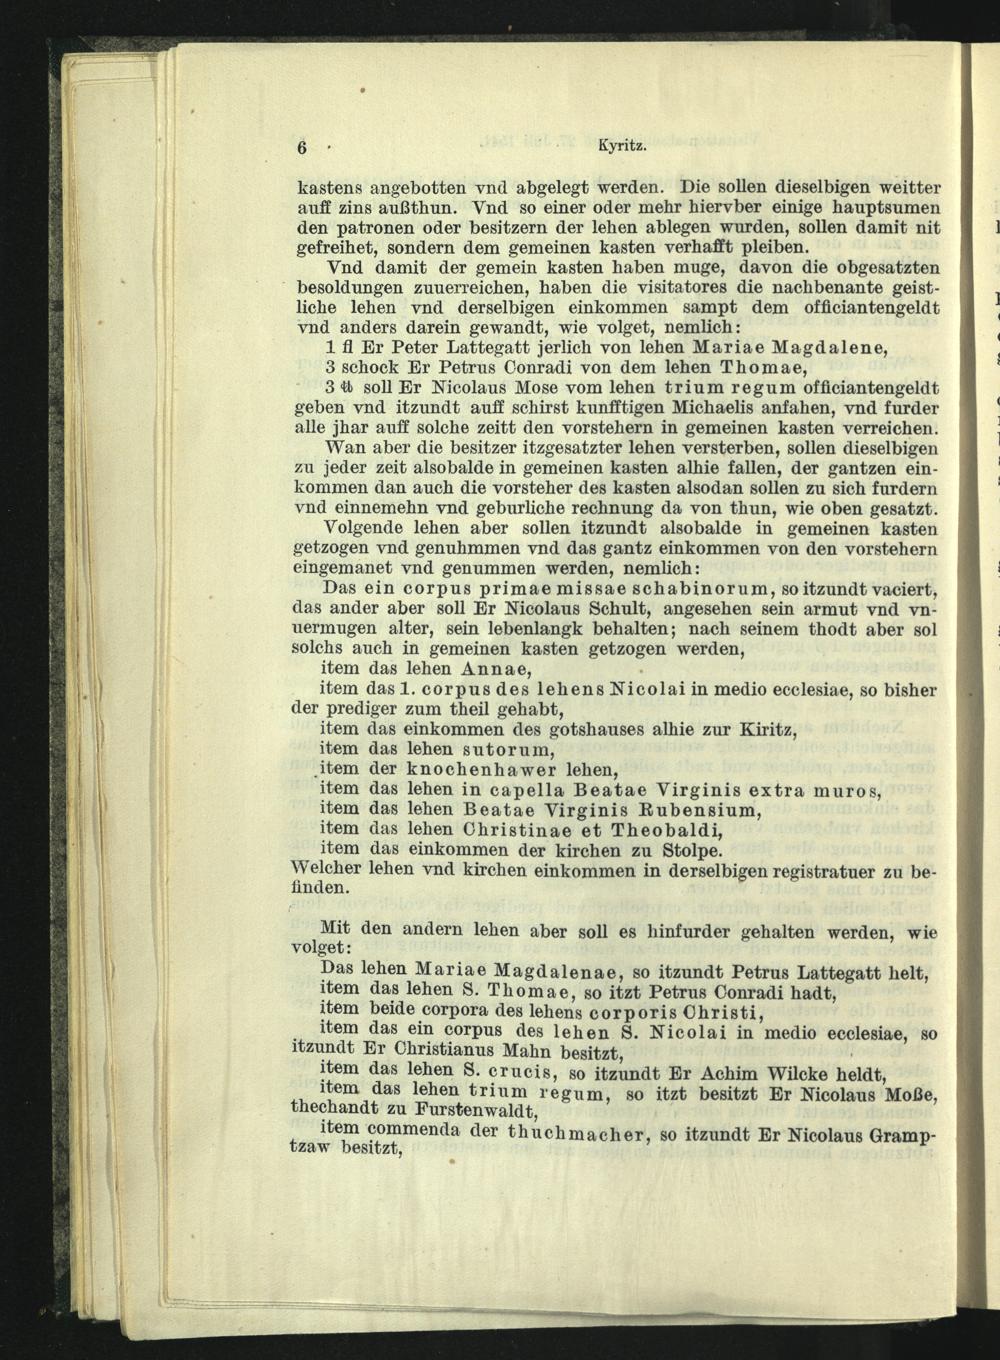 6 Kyritz.
kastens angebotten vnd abgelegt werden. Die sollen dieselbigen weitter
auff zins außthun. Vnd so einer oder mehr hiervber einige hauptsumen
den patronen oder besitzern der lehen ablegen wurden, sollen damit nit
gefreihet, sondern dem gemeinen kasten verhafft pleiben.
Vnd damit der gemein kasten haben muge, davon die obgesatzten
besoldungen zuuerreichen, haben die visitatores die nachbenante geist-
liche lehen vnd derselbigen einkommen sampt dem officiantengeldt
vnd anders darein gewandt, wie volget, nemlich:
1 fl Er Peter Lattegatt jerlich von lehen Mariae Magdalene,
3 schock Er Petrus Conradi von dem lehen Thomae,
3 ℔ soll Er Nicolaus Mose vom lehen trium regum officiantengeldt
geben vnd itzundt auff schirst kunfftigen Michaelis anfahen, vnd furder
alle jhar auff solche zeitt den vorstehern in gemeinen kasten verreichen.
Wan aber die besitzer itzgesatzter lehen versterben, sollen dieselbigen
zu jeder zeit alsobalde in gemeinen kasten alhie fallen, der gantzen ein-
kommen dan auch die vorsteher des kasten alsodan sollen zu sich furdern
vnd einnemehn vnd geburliche rechnung da von thun, wie oben gesatzt.
Volgende lehen aber sollen itzundt alsobalde in gemeinen kasten
getzogen vnd genuhmmen vnd das gantz einkommen von den vorstehern
eingemanet vnd genummen werden, nemlich:
Das ein corpus primae missae schabinorum, so itzundt vaciert,
das ander aber soll Er Nicolaus Schult, angesehen sein armut vnd vn-
uermugen alter, sein lebenlangk behalten; nach seinem thodt aber sol
solchs auch in gemeinen kasten getzogen werden,
item das lehen Annae,
item das 1. corpus des lehens Nicolai in medio ecclesiae, so bisher
der prediger zum theil gehabt,
item das einkommen des gotshauses alhie zur Kiritz,
item das lehen sutorum,
item der knochenhawer lehen,
item das lehen in capella Beatae Virginis extra muros,
item das lehen Beatae Virginis Rubensium,
item das lehen Christinae et Theobaldi,
item das einkommen der kirchen zu Stolpe.
Welcher lehen vnd kirchen einkommen in derselbigen registratuer zu be-
finden.
Mit den andern lehen aber soll es hinfurder gehalten werden, wie
volget:
Das lehen Mariae Magdalenae, so itzundt Petrus Lattegatt helt,
item das lehen S. Thomae, so itzt Petrus Conradi hadt,
item beide corpora des lehens corporis Christi,
item das ein corpus des lehen S. Nicolai in medio ecclesiae, so
itzundt Er Christianus Mahn besitzt,
item das lehen S. crucis, so itzundt Er Achim Wilcke heldt,
item das lehen trium regum, so itzt besitzt Er Nicolaus Moße,
thechandt zu Furstenwaldt,
item commenda der thuchmacher, so itzundt Er Nicolaus Gramp-
tzaw besitzt,